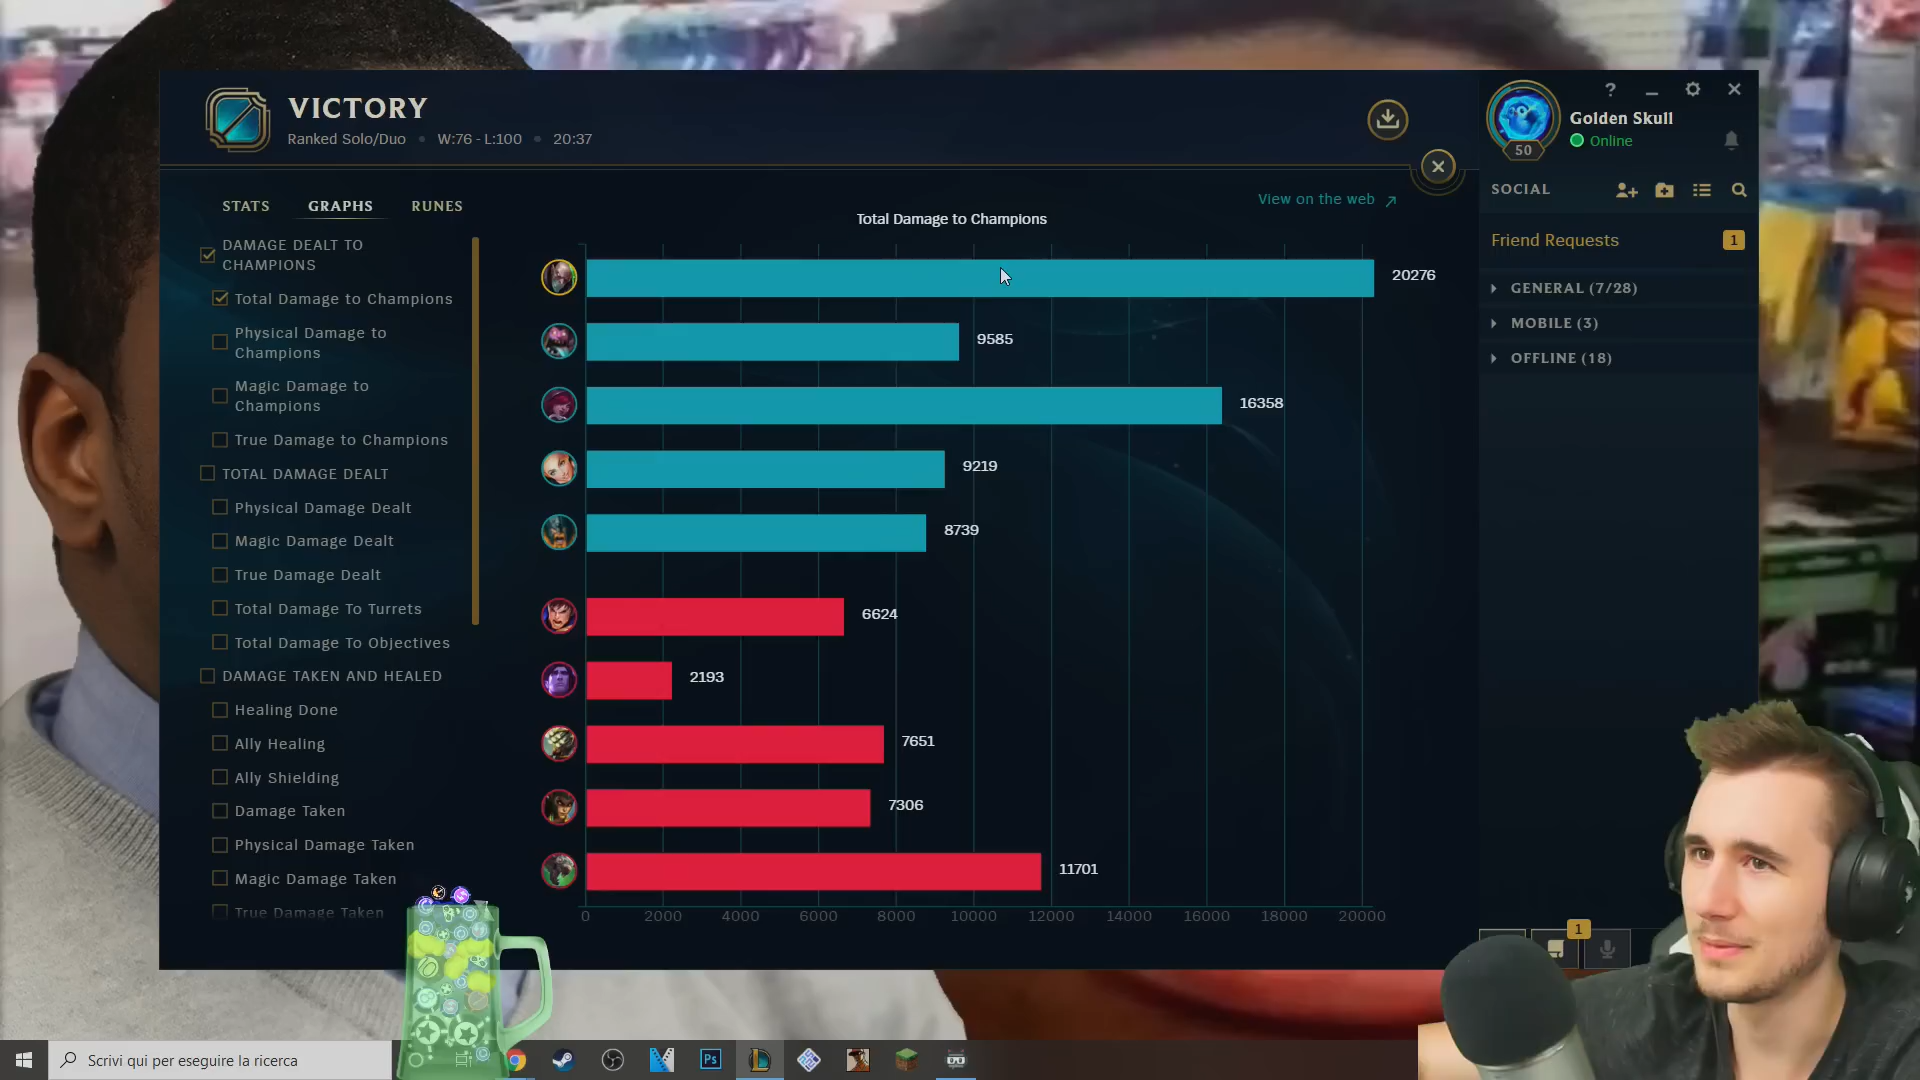 VICTORY
Ranked Solo/Duo • W:76 - L:100 • 20:37
?
Golden Skull
Online
50
SOCIAL
Friend Requests 1
GENERAL (7/28)
MOBILE (3)
OFFLINE (18)
1
STATS GRAPHS RUNES
View on the web
DAMAGE DEALT TO
CHAMPIONS
Total Damage to Champions
Physical Damage to
Champions
Magic Damage to
Champions
True Damage to Champions
TOTAL DAMAGE DEALT
Physical Damage Dealt
Magic Damage Dealt
True Damage Dealt
Total Damage To Turrets
Total Damage To Objectives
DAMAGE TAKEN AND HEALED
Healing Done
Ally Healing
Ally Shielding
Damage Taken
Physical Damage Taken
Magic Damage Taken
True Damage Taken
Total Damage to Champions
20276
9585
16358
9219
8739
6624
2193
7651
7306
11701
0 2000 4000 6000 8000 10000 12000 14000 16000 18000 20000
Scrivi qui per eseguire la ricerca
Ps